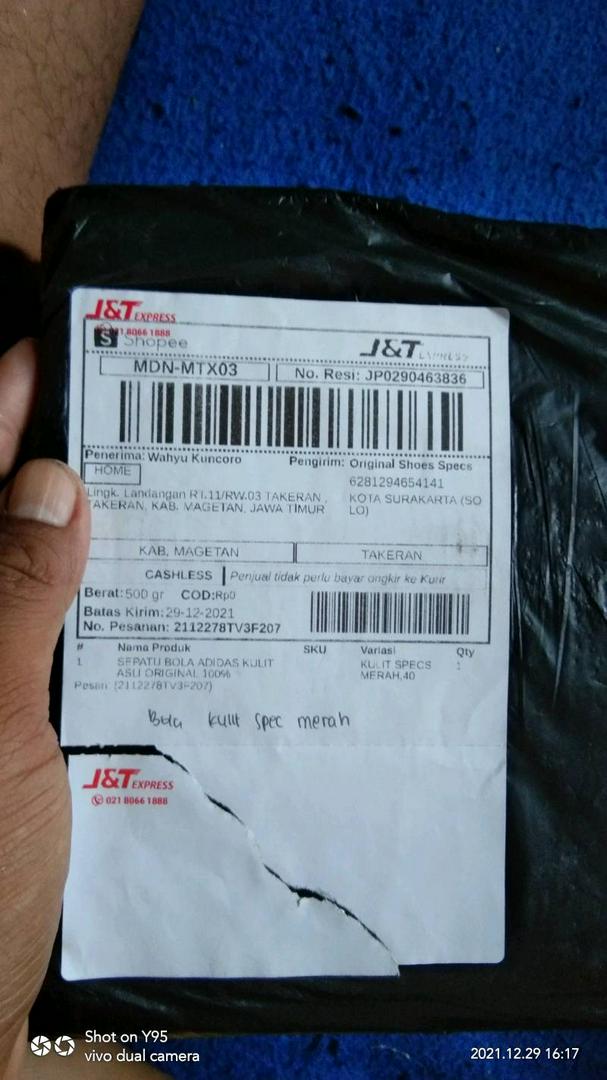 J&T EXPRESS
021 8066 1888
S Shopee
J&T EXPRESS
MDN-MTX03
No. Resi: JP0290463836
Penerima: Wahyu Kuncoro
Pengirim: Original Shoes Specs
HOME
6281294654141
Lingk. Landangan RT.11/RW.03 TAKERAN ,
TAKERAN, KAB. MAGETAN, JAWA TIMUR
KOTA SURAKARTA (SO
LO)
KAB. MAGETAN
TAKERAN
CASHLESS
Penjual tidak perlu bayar ongkir ke Kurir
Berat: 500 gr COD:Rp0
Batas Kirim: 29-12-2021
No. Pesanan: 2112278TV3F207
# Nama Produk SKU Variasi Qty
1 SEPATU BOLA ADIDAS KULIT KULIT SPECS 1
ASLI ORIGINAL 100% MERAH,40
Pesan: (2112278TV3F207)
Bola kulit spec merah
J&T EXPRESS
021 8066 1888
Shot on Y95
vivo dual camera
2021.12.29 16:17